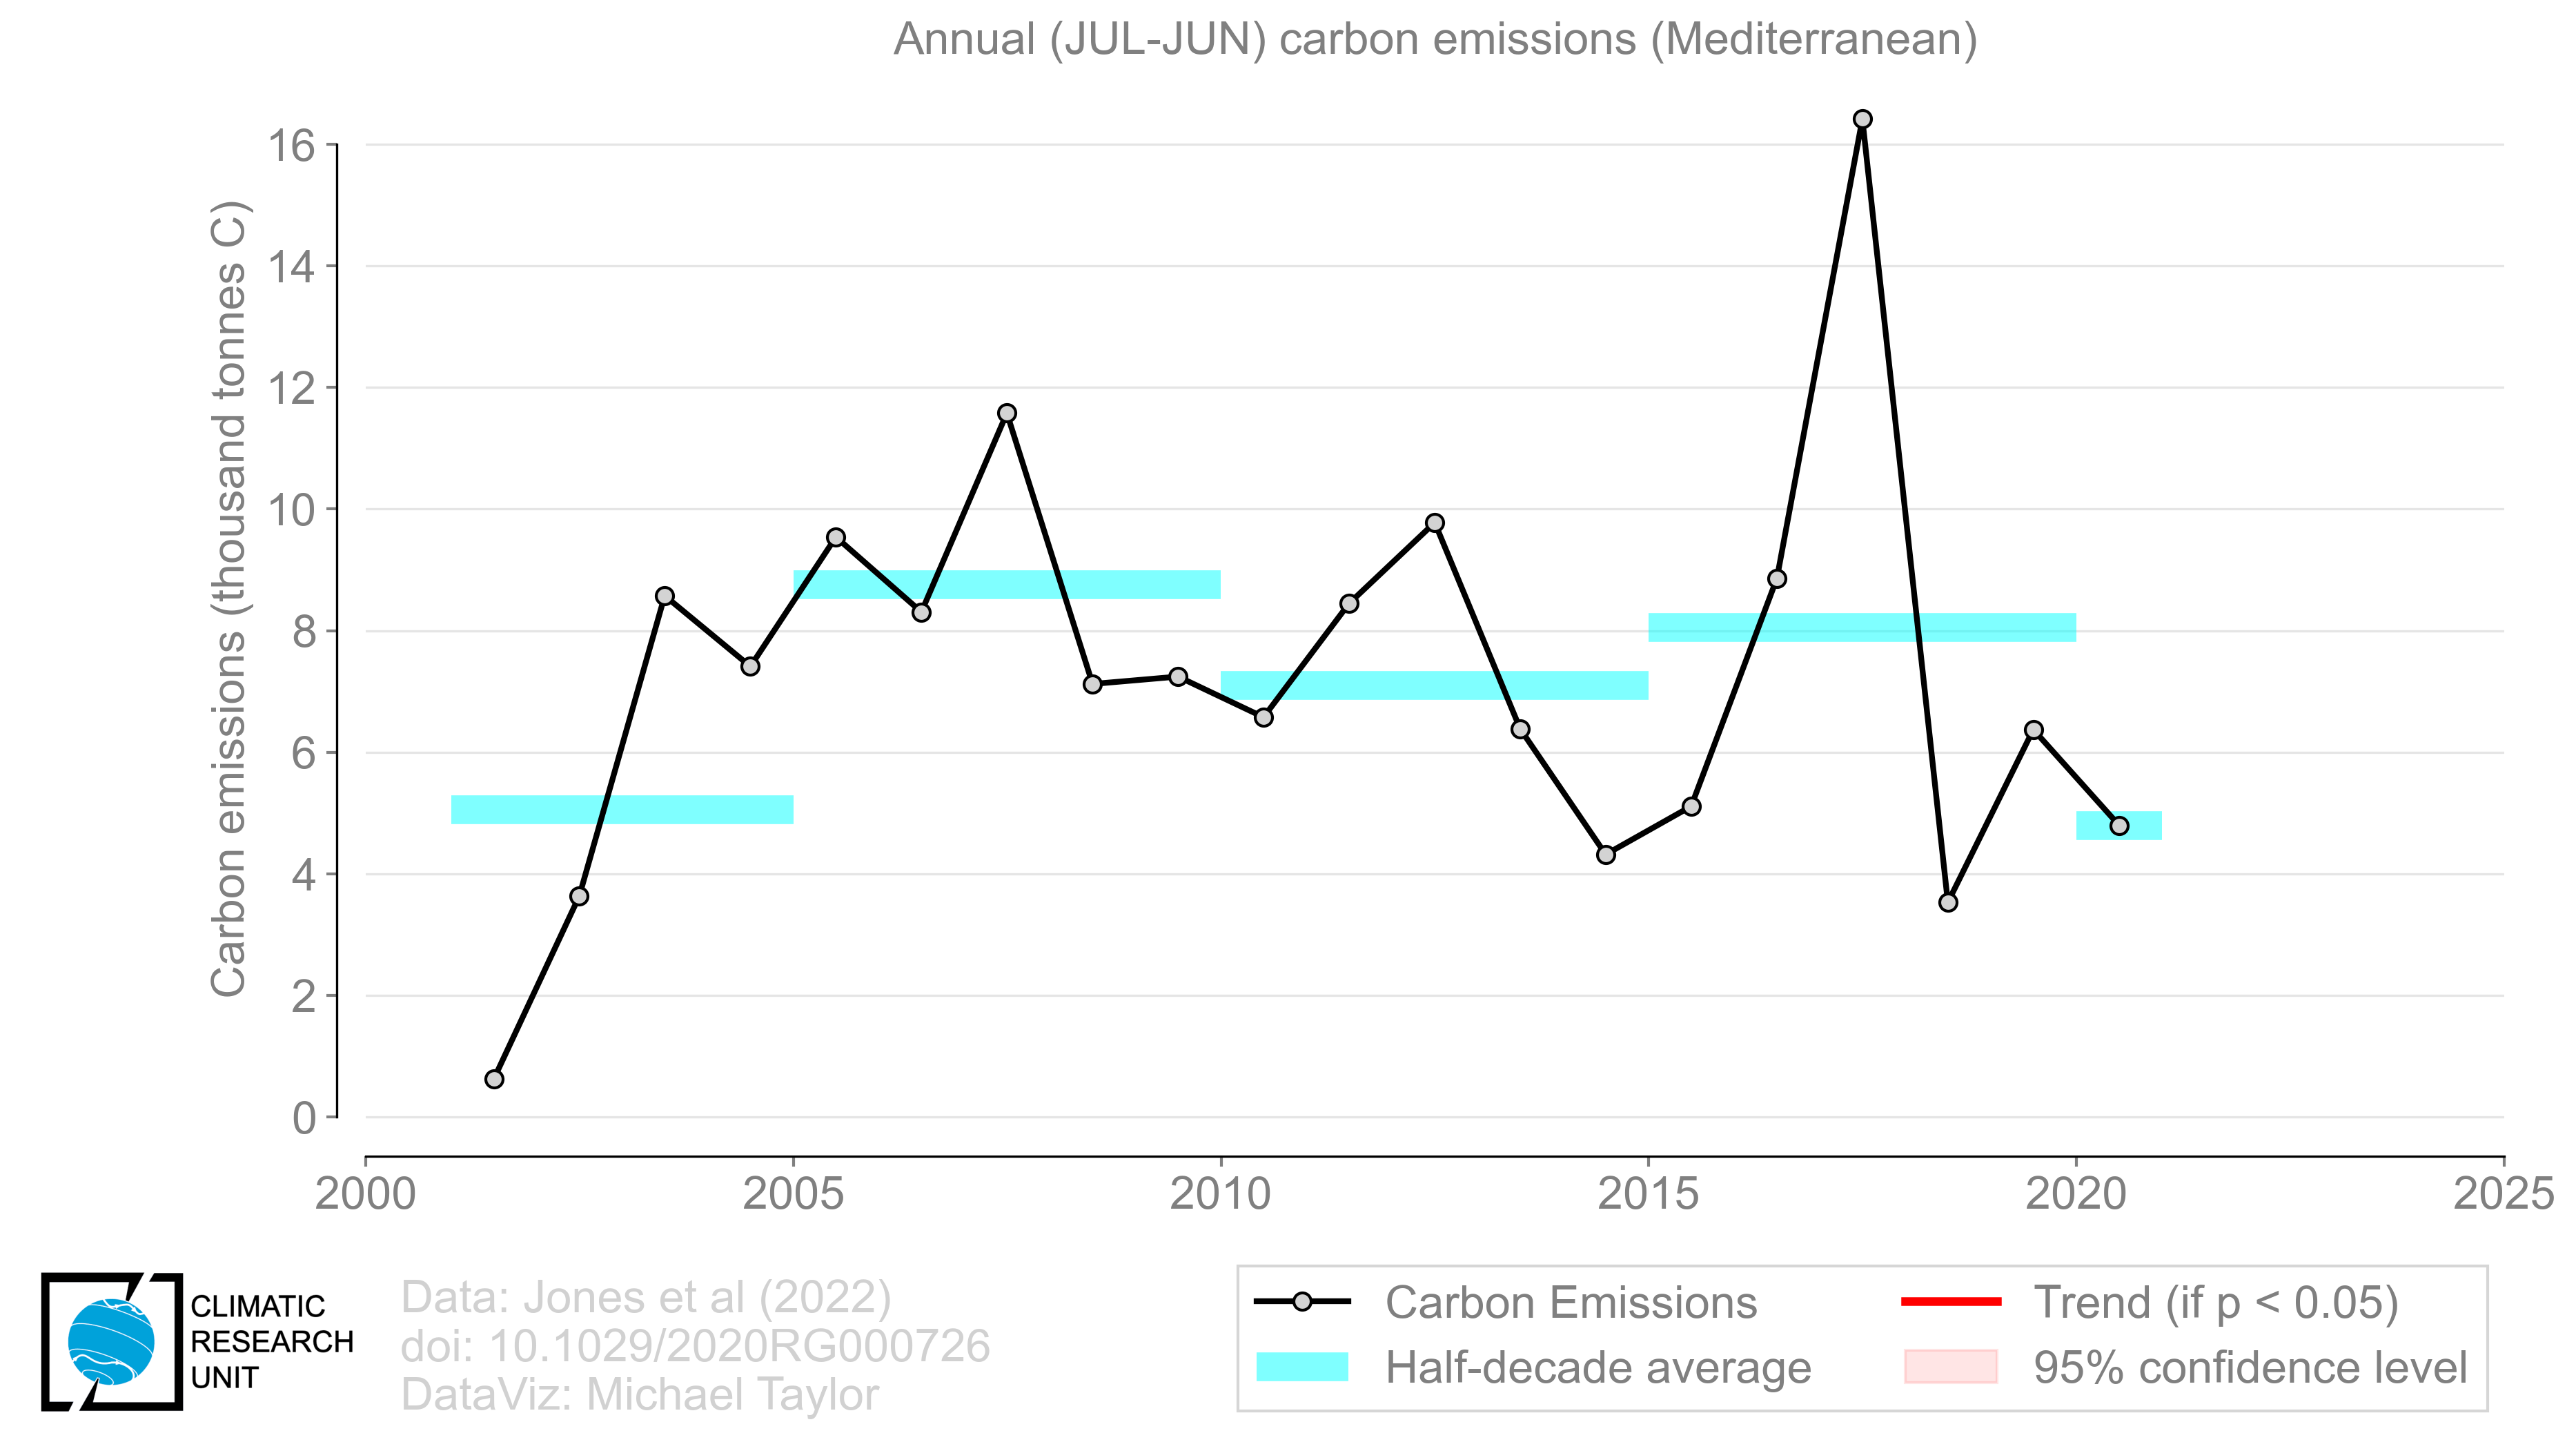 Annual (JUL-JUN) carbon emissions (Mediterranean)
Carbon emissions (thousand tonnes C)
16
14
12
10
8
6
4
2
0
2000 2005 2010 2015 2020 2025
CLIMATIC
RESEARCH
UNIT
Data: Jones et al (2022)
doi: 10.1029/2020RG000726
DataViz: Michael Taylor
Carbon Emissions
Half-decade average
Trend (if p < 0.05)
95% confidence level